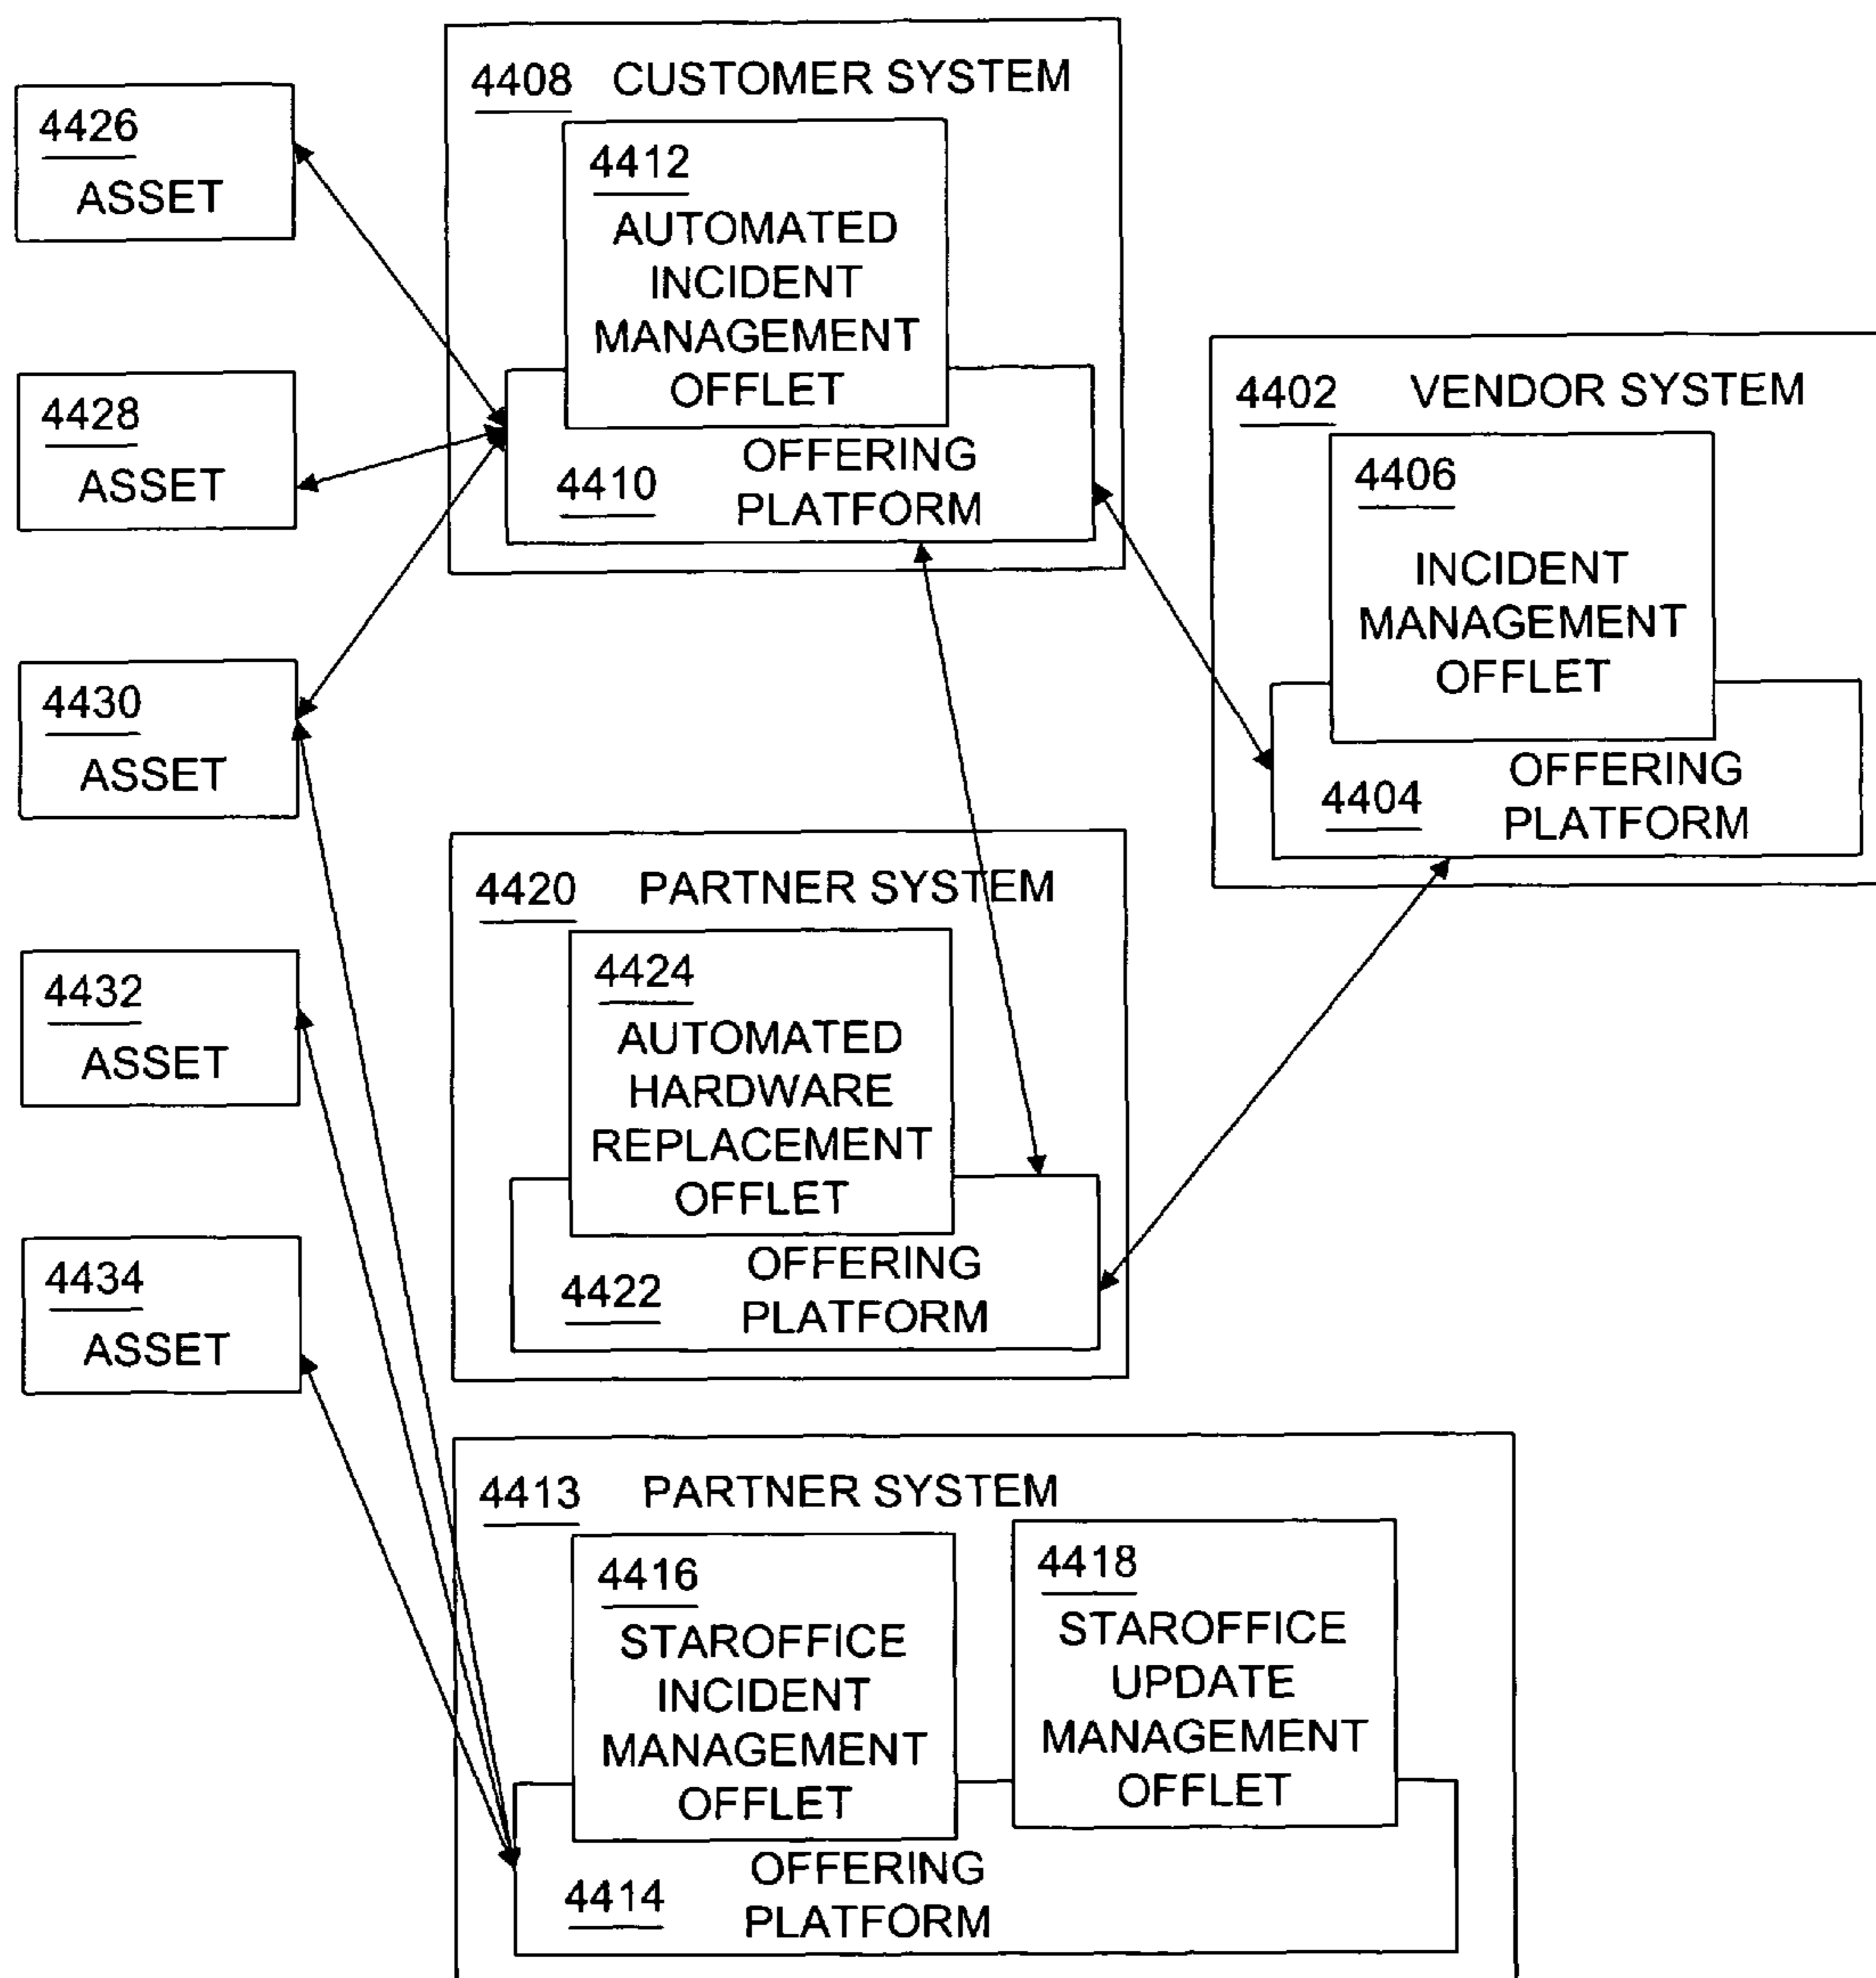 4408 CUSTOMER SYSTEM
4426
ASSET
4412
AUTOMATED
INCIDENT
MANAGEMENT
OFFLET
4410
OFFERING
PLATFORM
4428
ASSET
4402 VENDOR SYSTEM
4406
INCIDENT
MANAGEMENT
OFFLET
4404
OFFERING
PLATFORM
4430
ASSET
4420 PARTNER SYSTEM
4424
AUTOMATED
HARDWARE
REPLACEMENT
OFFLET
4422
OFFERING
PLATFORM
4432
ASSET
4434
ASSET
4413 PARTNER SYSTEM
4416
STAROFFICE
INCIDENT
MANAGEMENT
OFFLET
4418
STAROFFICE
UPDATE
MANAGEMENT
OFFLET
4414
OFFERING
PLATFORM